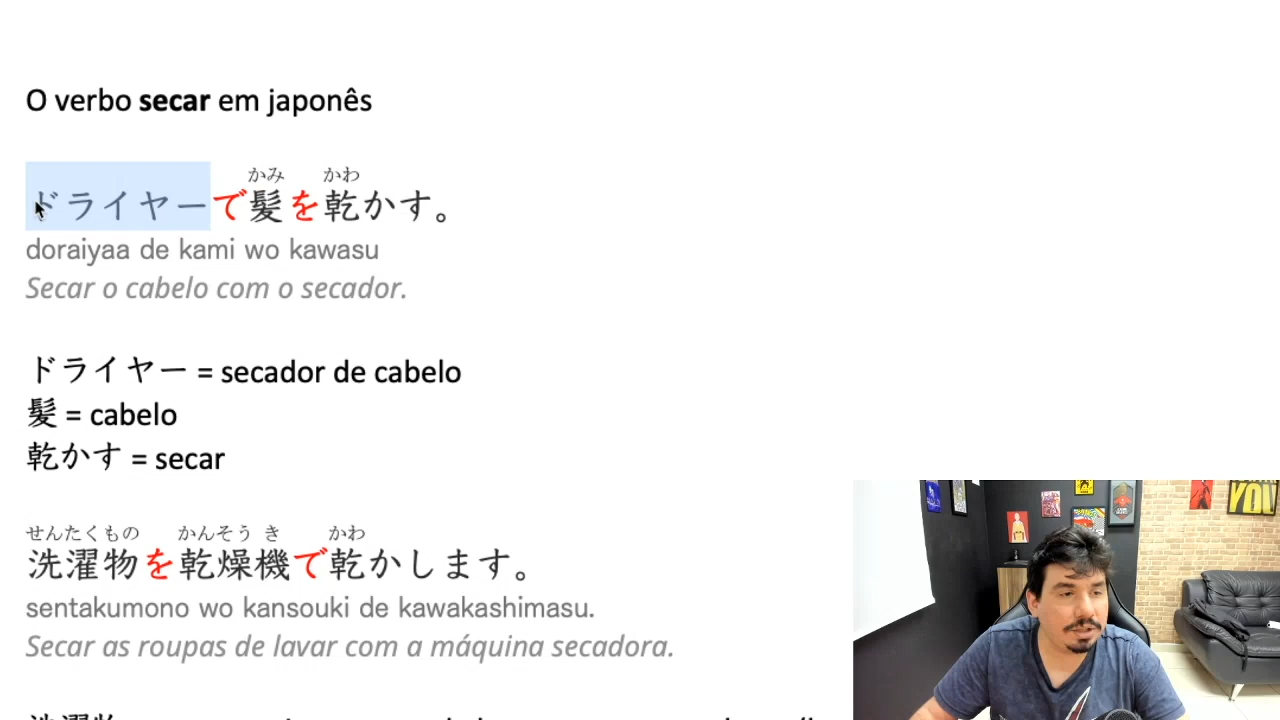 O verbo secar em japonês
かみ かわ
ドライヤーで髪を乾かす。
doraiyaa de kami wo kawasu
Secar o cabelo com o secador.
ドライヤー = secador de cabelo
髪 = cabelo
乾かす = secar
せんたくもの かんそう き かわ
洗濯物を乾燥機で乾かします。
sentakumono wo kansouki de kawakashimasu.
Secar as roupas de lavar com a máquina secadora.
YOU